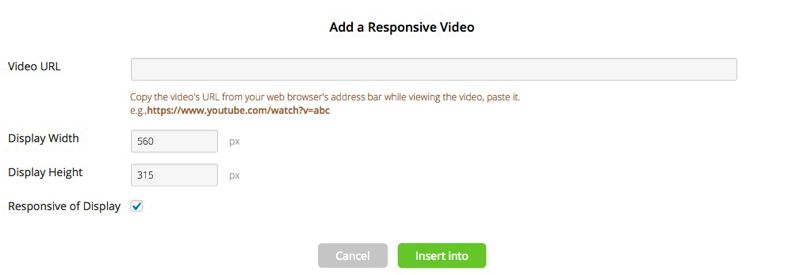 Add a Responsive Video
Video URL
Copy the video's URL from your web browser's address bar while viewing the video, paste it.
e.g.,https://www.youtube.com/watch?v=abc
Display Width 560 px
Display Height 315 px
Responsive of Display
Cancel Insert into